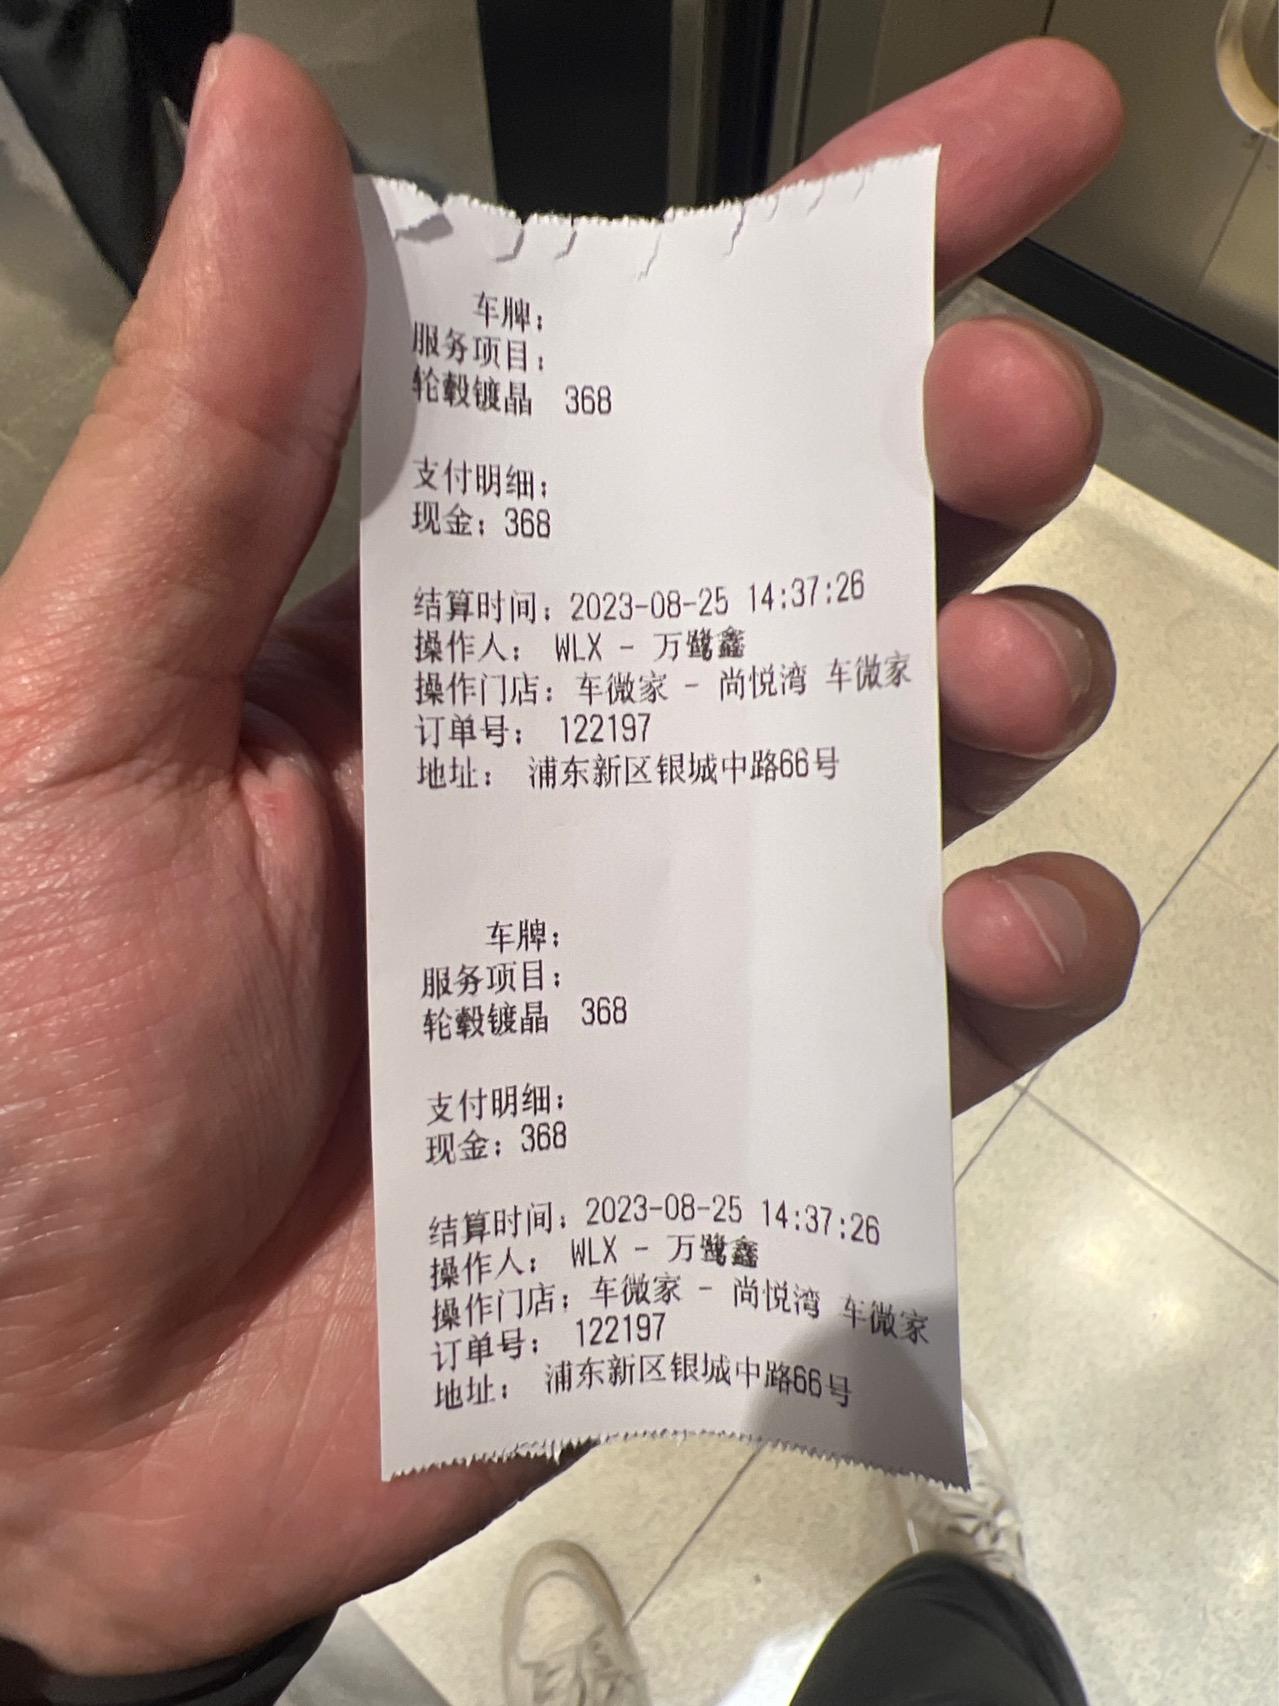 车牌：
服务项目：
轮毂镀晶 368
支付明细：
现金：368
结算时间：2023-08-25 14:37:26
操作人： WLX - 万鹭鑫
操作门店：车微家 - 尚悦湾 车微家
订单号： 122197
地址： 浦东新区银城中路66号
车牌：
服务项目：
轮毂镀晶 368
支付明细：
现金：368
结算时间：2023-08-25 14:37:26
操作人： WLX - 万鹭鑫
操作门店：车微家 - 尚悦湾 车微家
订单号： 122197
地址： 浦东新区银城中路66号